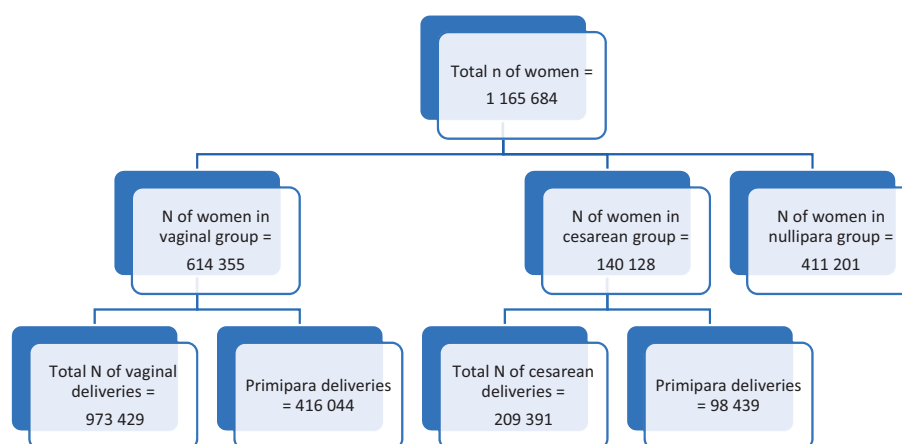 Total n of women =
1 165 684
N of women in
vaginal group =
614 355
N of women in
cesarean group =
140 128
N of women in
nullipara group =
411 201
Total N of vaginal
deliveries =
973 429
Primipara deliveries
= 416 044
Total N of cesarean
deliveries =
209 391
Primipara deliveries
= 98 439